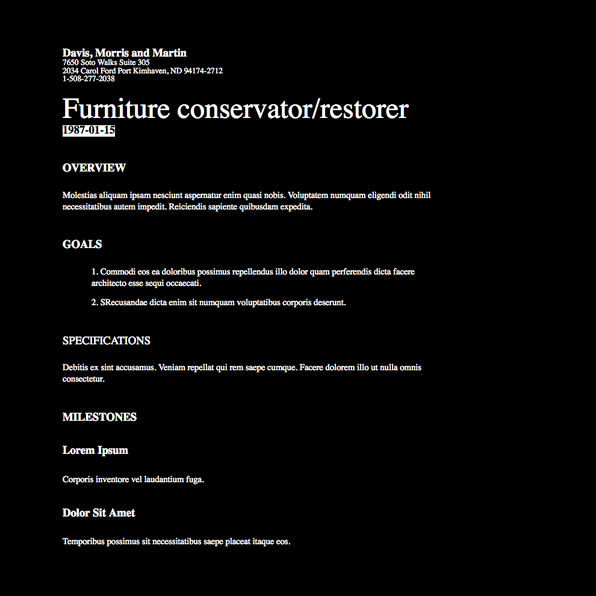 Davis, Morris and Martin
7650 Soto Walks Suite 305
2034 Carol Ford Port Kimhaven, ND 94174-2712
1-508-277-2038
Furniture conservator/restorer
1987-01-15
OVERVIEW
Molestias aliquam ipsam nesciunt aspernatur enim quasi nobis. Voluptatem numquam eligendi odit nihil
necessitatibus autem impedit. Reiciendis sapiente quibusdam expedita.
GOALS
1. Commodi eos ea doloribus possimus repellendus illo dolor quam perferendis dicta facere
architecto esse sequi occaecati.
2. SRecusandae dicta enim sit numquam voluptatibus corporis deserunt.
SPECIFICATIONS
Debitis ex sint accusamus. Veniam repellat qui rem saepe cumque. Facere dolorem illo ut nulla omnis
consectetur.
MILESTONES
Lorem Ipsum
Corporis inventore vel laudantium fuga.
Dolor Sit Amet
Temporibus possimus sit necessitatibus saepe placeat itaque eos.